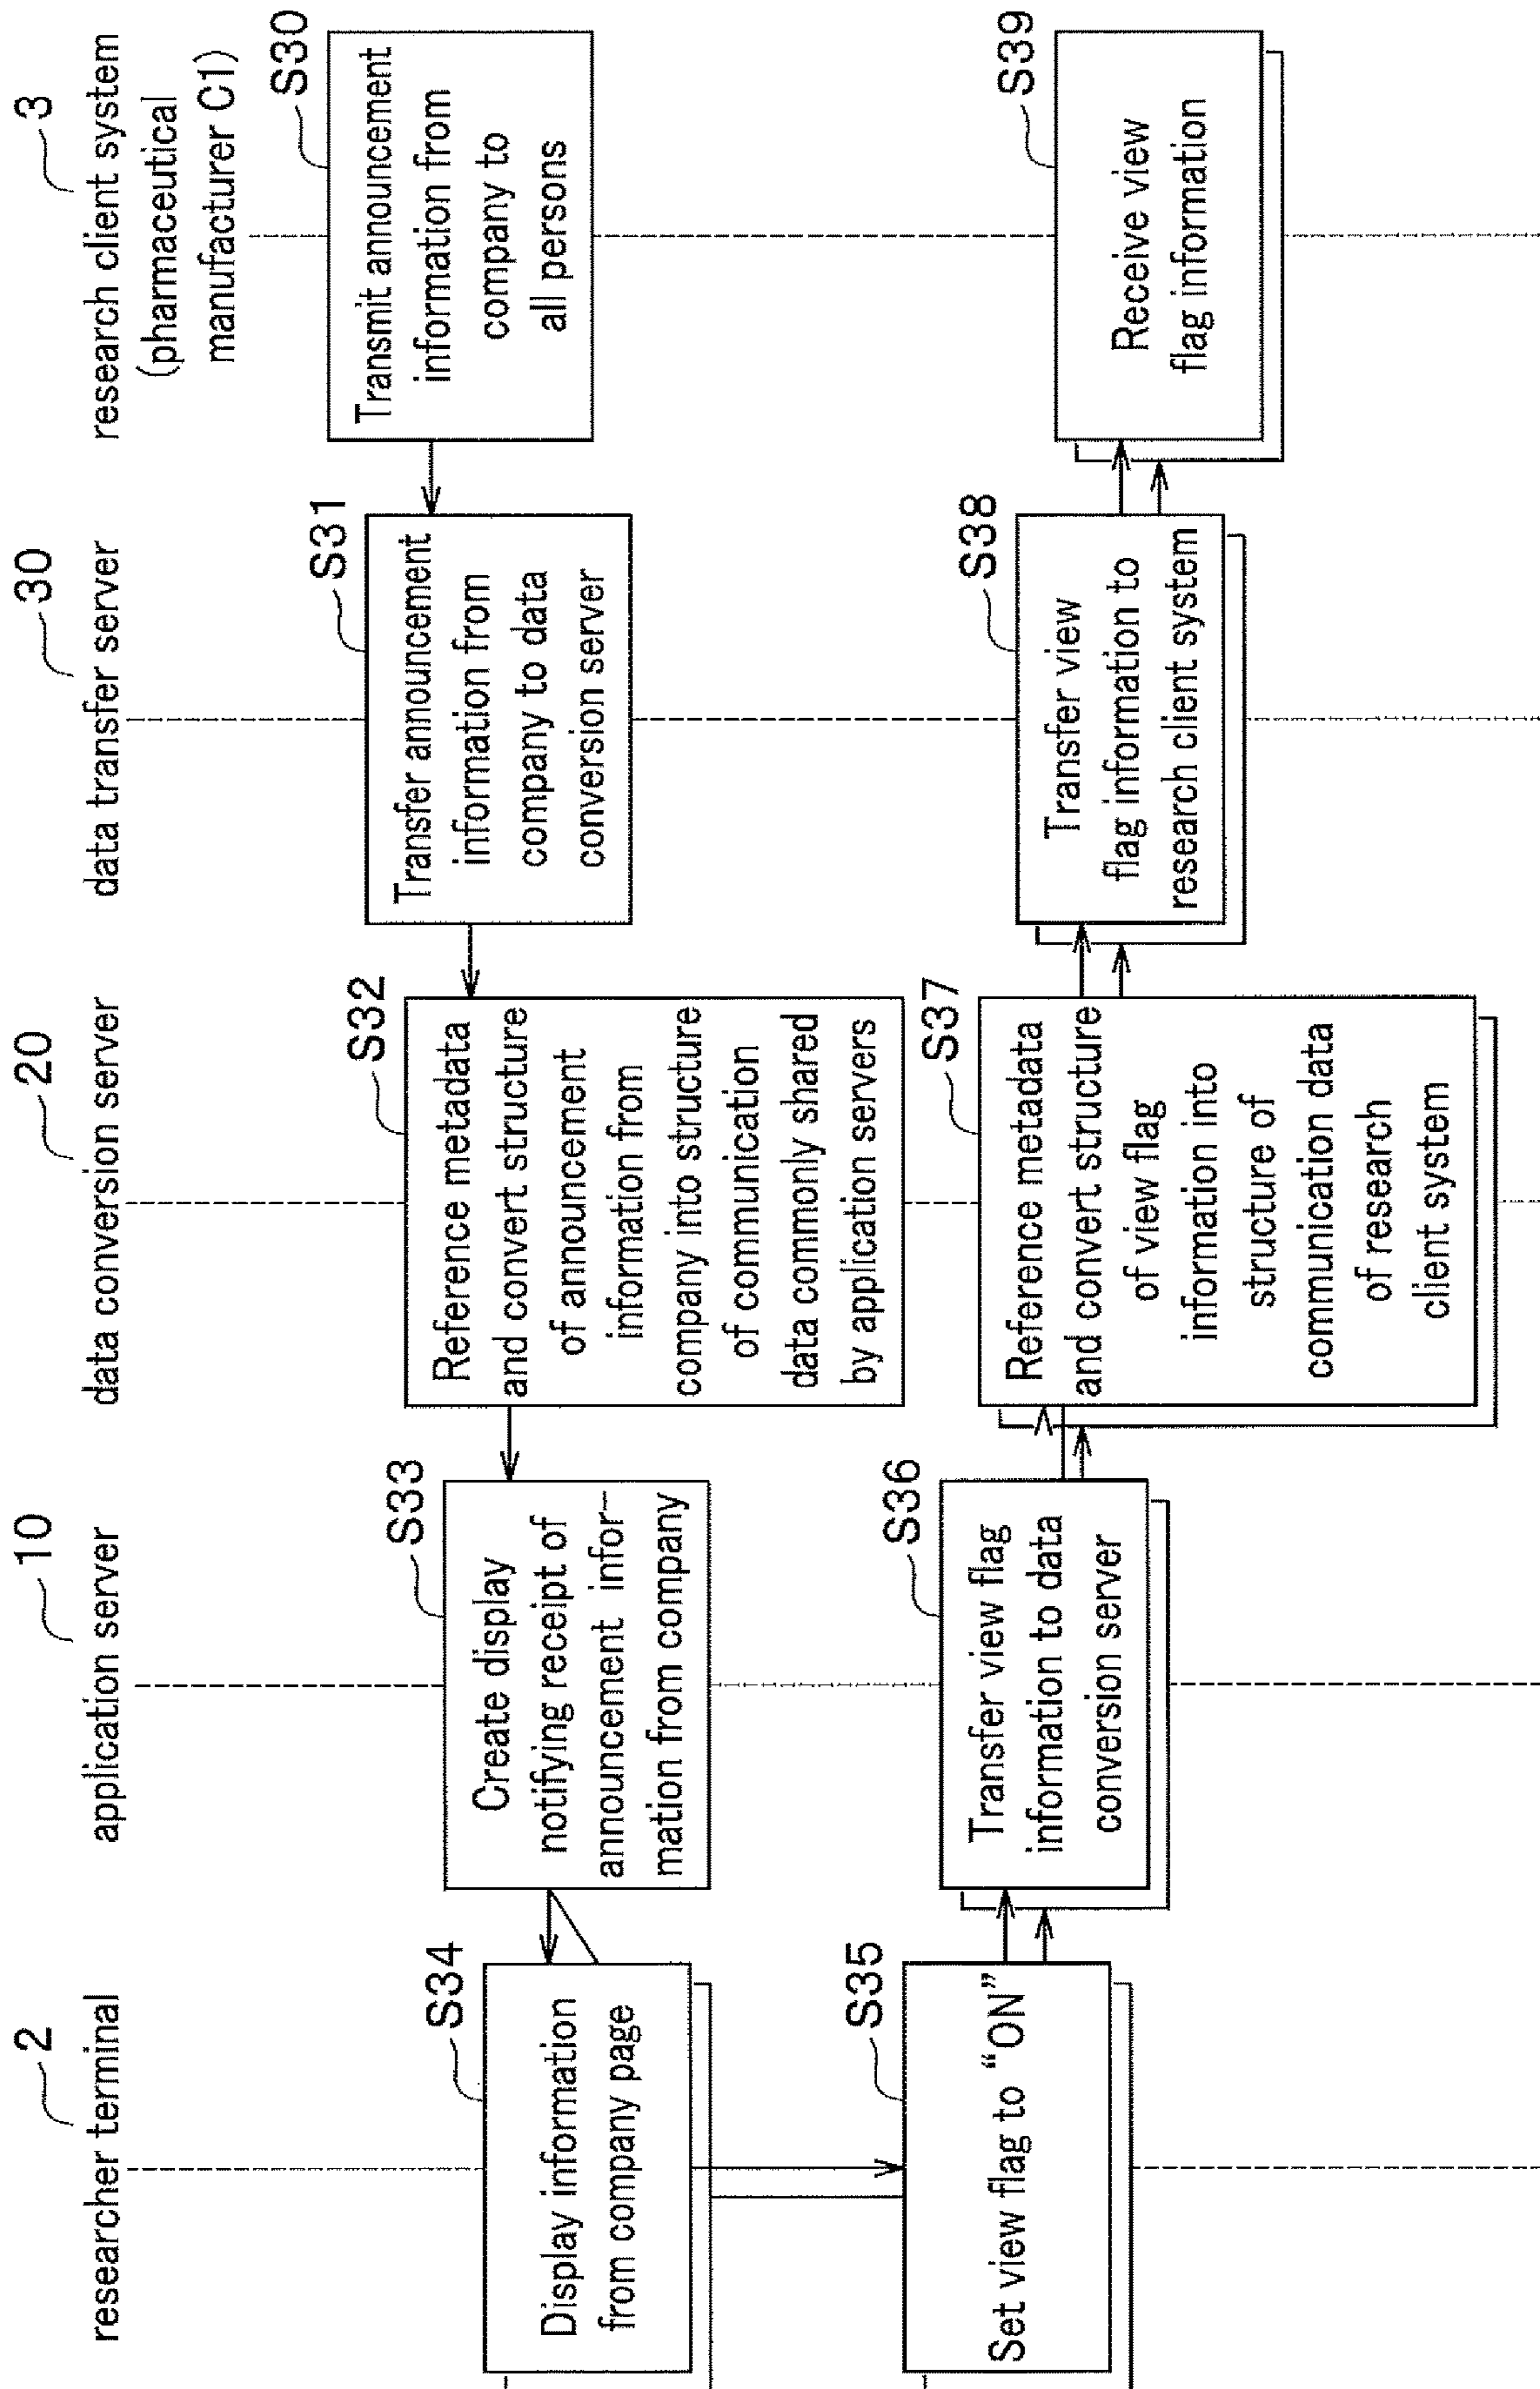 2
researcher terminal
10
application server
20
data conversion server
30
data transfer server
3
research client system
(pharmaceutical
manufacturer C1)
S30
Transmit announcement
information from
company to
all persons
S31
Transfer announcement
information from
company to data
conversion server
S32
Reference metadata
and convert structure
of announcement
information from
company into structure
of communication
data commonly shared
by application servers
S33
Create display
notifying receipt of
announcement infor-
mation from company
S34
Display information
from company page
S35
Set view flag to “ON”
S36
Transfer view flag
information to data
conversion server
S37
Reference metadata
and convert structure
of view flag
information into
structure of
communication data
of research
client system
S38
Transfer view
flag information to
research client system
S39
Receive view
flag information